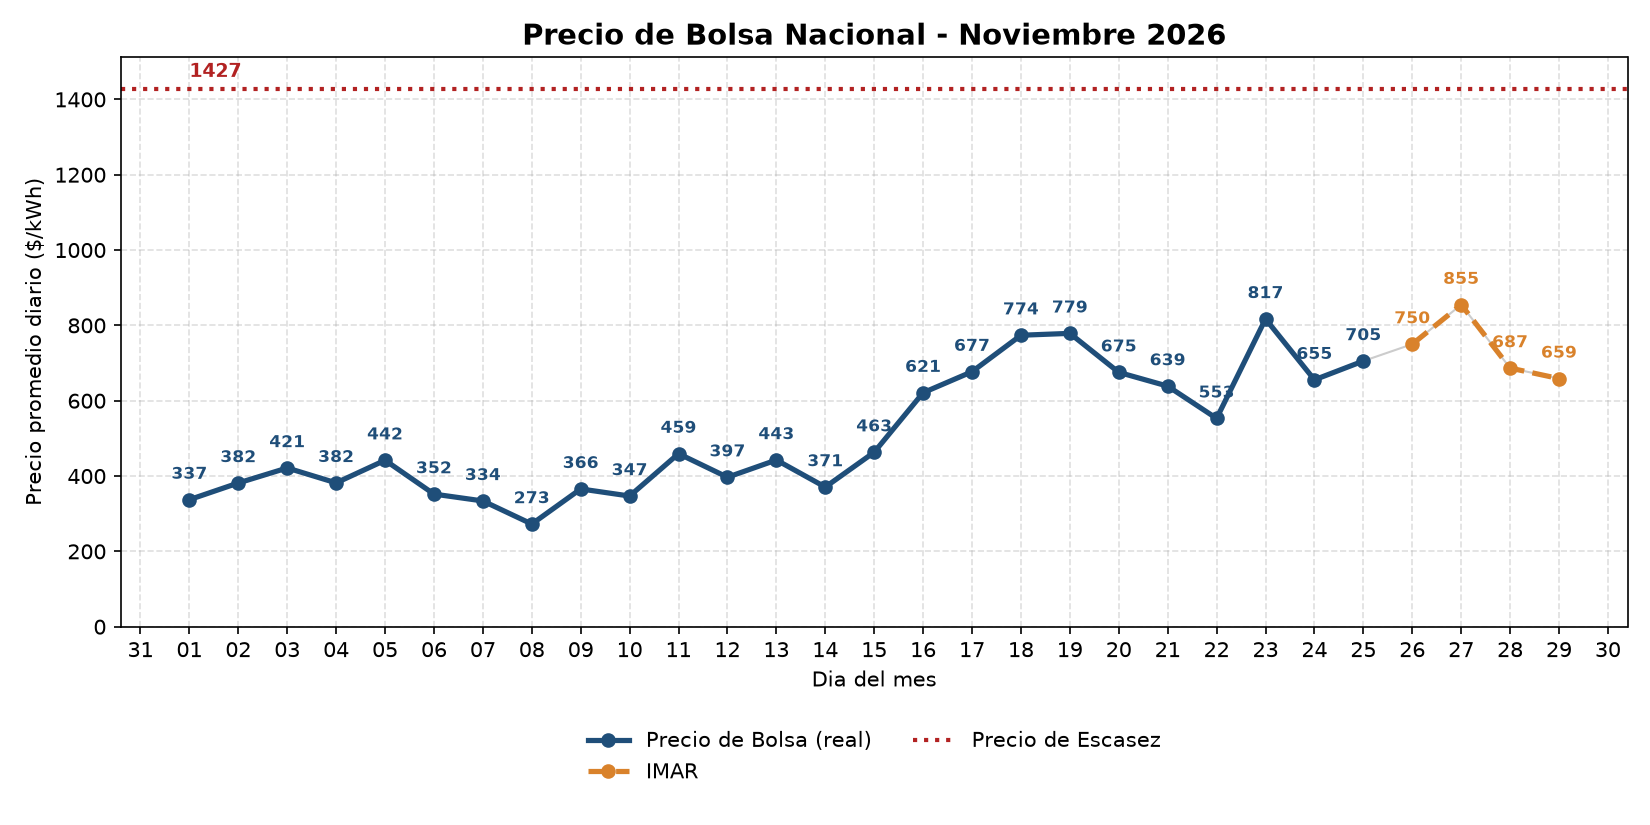 Precio de Bolsa Nacional - Noviembre 2026
1427
1400
1200
1000
800
600
400
200
0
Precio promedio diario ($/kWh)
337 382 421 382 442 352 334 273 366 347 459 397 443 371 463 621 677 774 779 675 639 553 817 655 705 750 855 687 659
31 01 02 03 04 05 06 07 08 09 10 11 12 13 14 15 16 17 18 19 20 21 22 23 24 25 26 27 28 29 30
Dia del mes
Precio de Bolsa (real) Precio de Escasez
IMAR